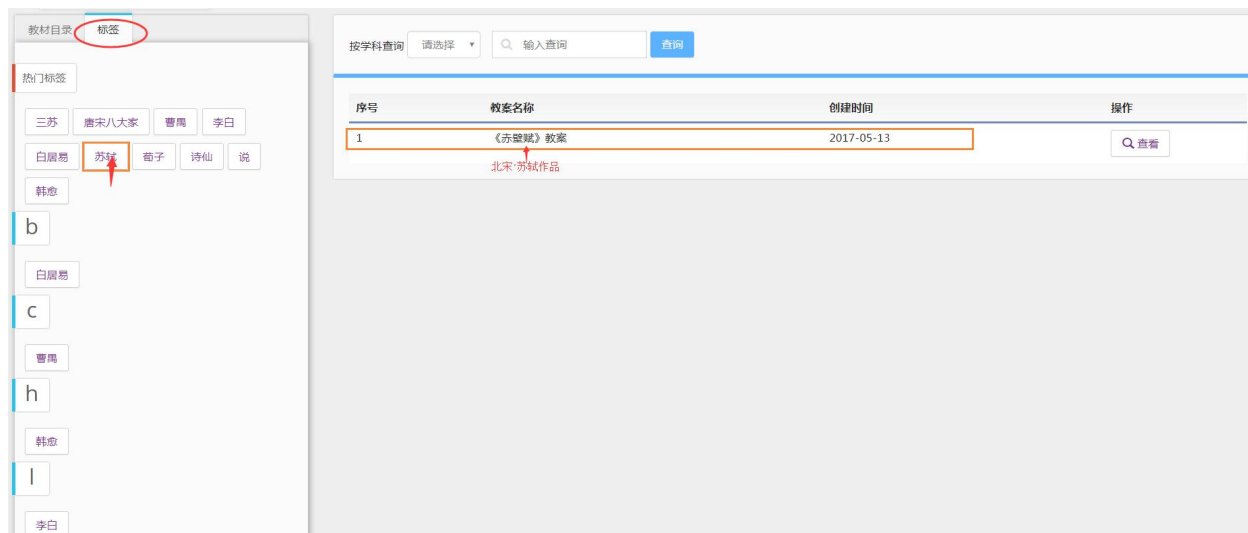 教材目录 标签
热门标签
三苏 唐宋八大家 曹禺 李白
白居易 苏轼 荀子 诗仙 说
韩愈
b
白居易
c
曹禺
h
韩愈
l
李白
按学科查询 请选择 输入查询 查询
序号 教案名称 创建时间 操作
1 《赤壁赋》教案 2017-05-13 查看
北宋·苏轼作品